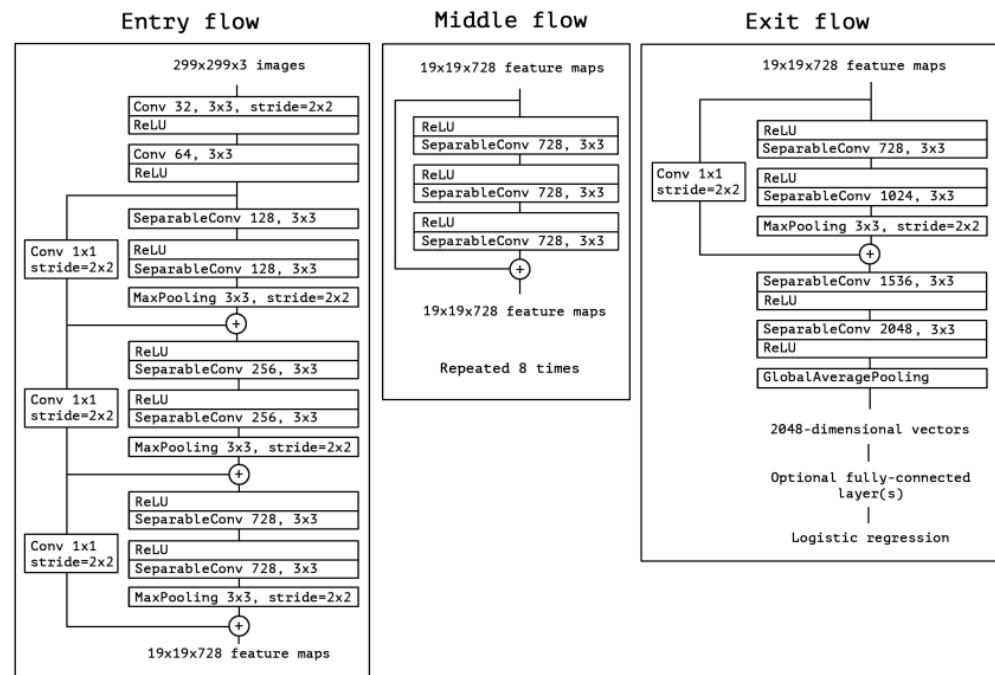 Entry flow
299x299x3 images
Conv 32, 3x3, stride=2x2
ReLU
Conv 64, 3x3
ReLU
SeparableConv 128, 3x3
Conv 1x1
stride=2x2
ReLU
SeparableConv 128, 3x3
MaxPooling 3x3, stride=2x2
+
ReLU
SeparableConv 256, 3x3
Conv 1x1
stride=2x2
ReLU
SeparableConv 256, 3x3
MaxPooling 3x3, stride=2x2
+
ReLU
SeparableConv 728, 3x3
Conv 1x1
stride=2x2
ReLU
SeparableConv 728, 3x3
MaxPooling 3x3, stride=2x2
+
19x19x728 feature maps
Middle flow
19x19x728 feature maps
ReLU
SeparableConv 728, 3x3
ReLU
SeparableConv 728, 3x3
ReLU
SeparableConv 728, 3x3
+
19x19x728 feature maps
Repeated 8 times
Exit flow
19x19x728 feature maps
ReLU
SeparableConv 728, 3x3
Conv 1x1
stride=2x2
ReLU
SeparableConv 1024, 3x3
MaxPooling 3x3, stride=2x2
+
SeparableConv 1536, 3x3
ReLU
SeparableConv 2048, 3x3
ReLU
GlobalAveragePooling
2048-dimensional vectors
Optional fully-connected
layer(s)
Logistic regression